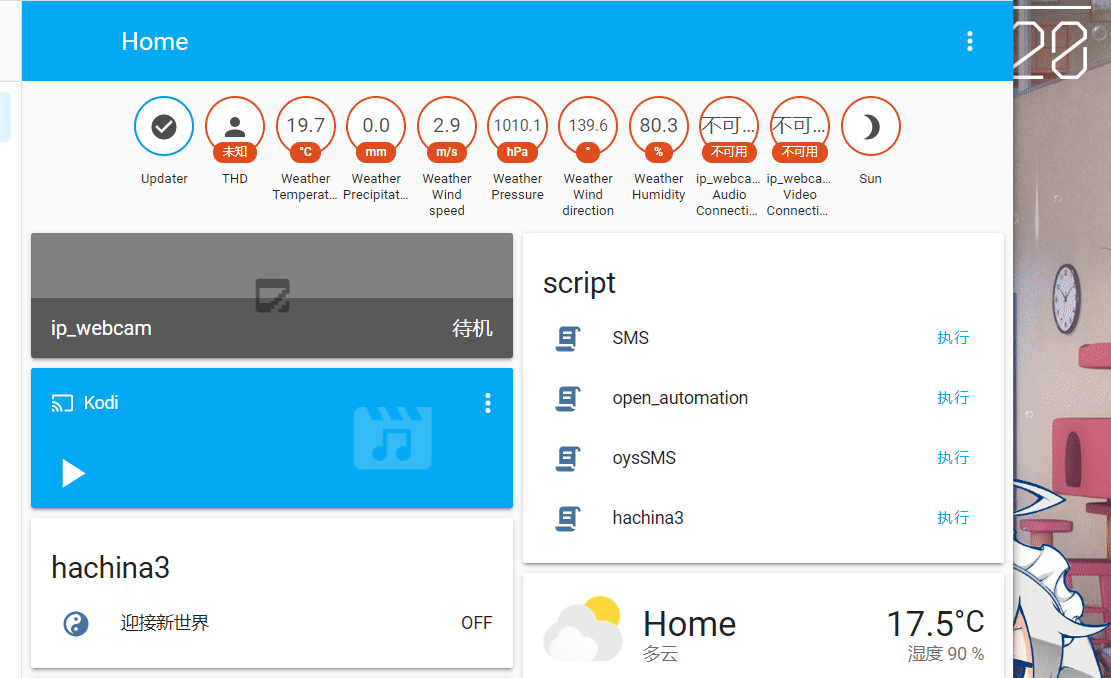 Home
28
19.7
0.0
2.9
1010.1
139.6
80.3
不可...
不可...
未知
°C
mm
m/s
hPa
°
%
不可用
不可用
Updater
THD
Weather Temperat...
Weather Precipitat...
Weather Wind speed
Weather Pressure
Weather Wind direction
Weather Humidity
ip_webca... Audio Connecti...
ip_webca... Video Connecti...
Sun
ip_webcam
待机
Kodi
hachina3
迎接新世界
OFF
script
SMS
执行
open_automation
执行
oysSMS
执行
hachina3
执行
Home
17.5°C
多云
湿度 90 %